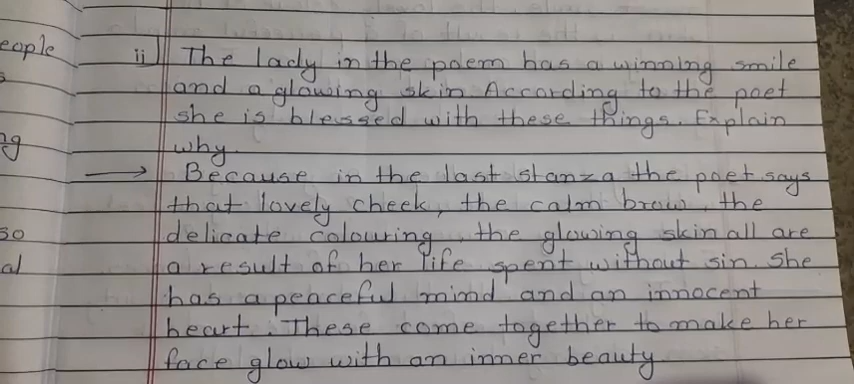 eople
s
ng
so
al
ii) The lady in the poem has a winning smile
and a glowing skin According to the poet
she is blessed with these things. Explain
why.
→ Because in the last stanza the poet says
that lovely cheek, the calm brow, the
delicate colouring, the glowing skin all are
a result of her life spent without sin. She
has a peaceful mind and an innocent
heart. These come together to make her
face glow with an inner beauty